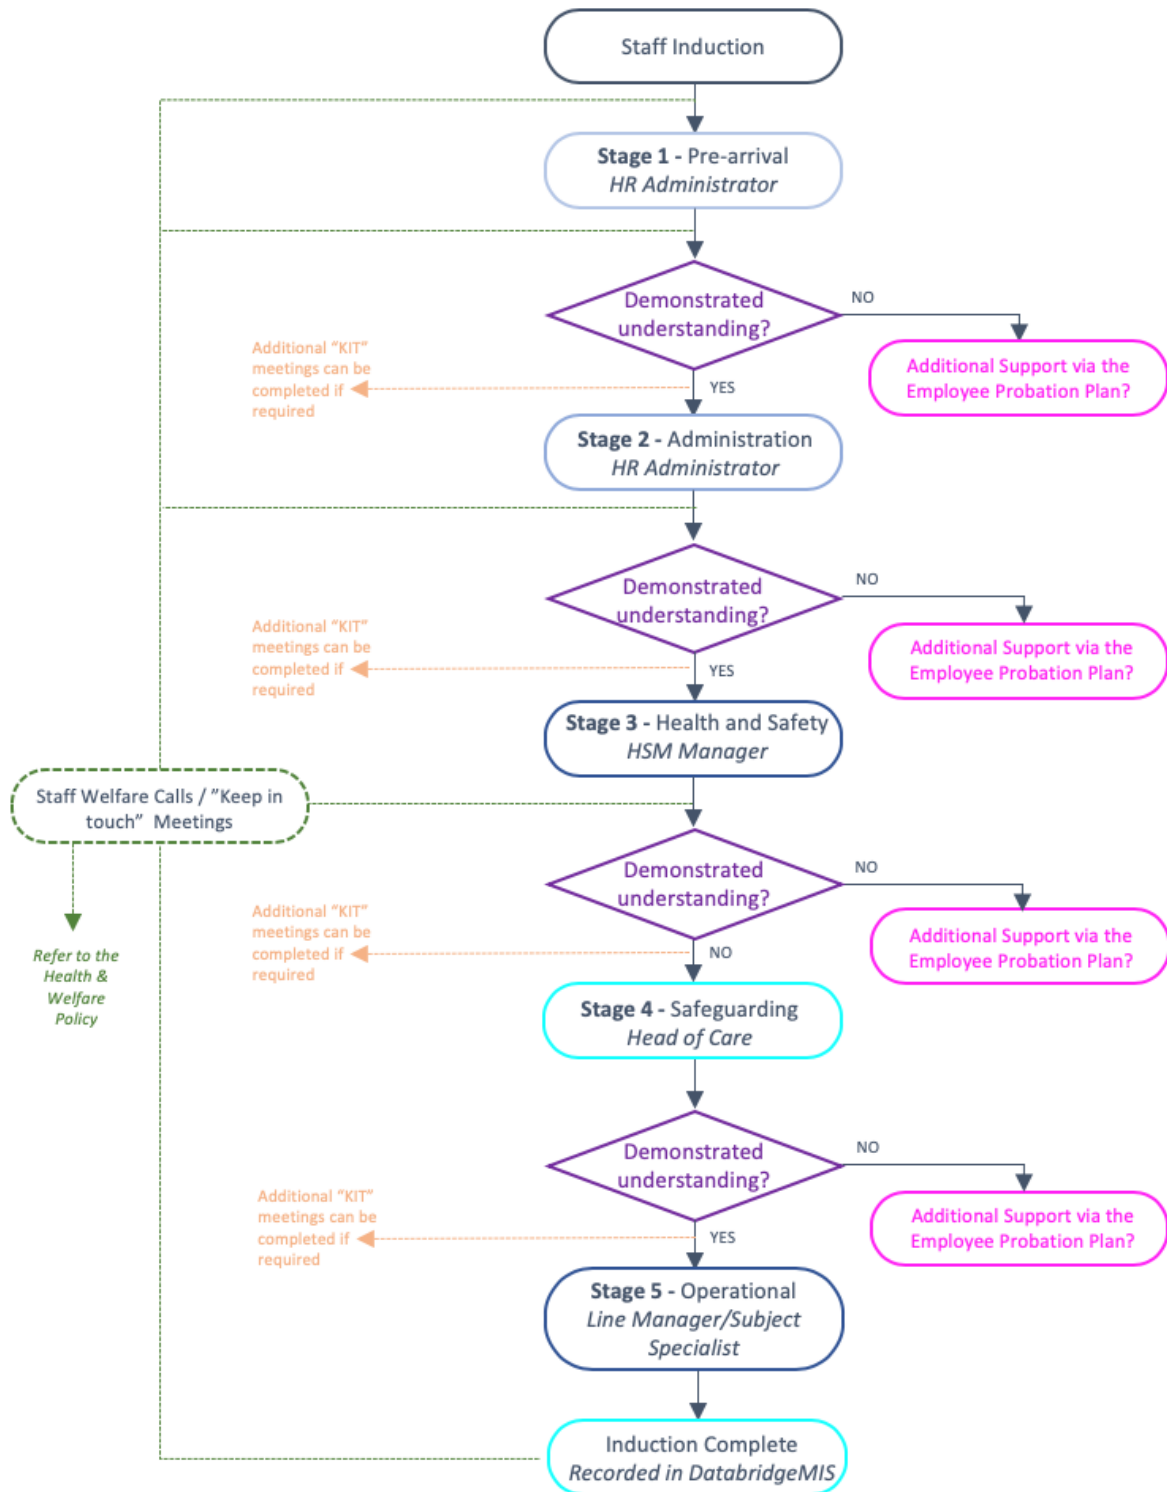 Staff Induction
Stage 1 - Pre-arrival
HR Administrator
Demonstrated
understanding?
NO
Additional Support via the
Employee Probation Plan?
Additional “KIT”
meetings can be
completed if
required
YES
Stage 2 - Administration
HR Administrator
Demonstrated
understanding?
NO
Additional Support via the
Employee Probation Plan?
Additional “KIT”
meetings can be
completed if
required
YES
Stage 3 - Health and Safety
HSM Manager
Staff Welfare Calls / ”Keep in
touch” Meetings
Refer to the
Health &
Welfare
Policy
Demonstrated
understanding?
NO
Additional Support via the
Employee Probation Plan?
Additional “KIT”
meetings can be
completed if
required
NO
Stage 4 - Safeguarding
Head of Care
Demonstrated
understanding?
NO
Additional Support via the
Employee Probation Plan?
Additional “KIT”
meetings can be
completed if
required
YES
Stage 5 - Operational
Line Manager/Subject
Specialist
Induction Complete
Recorded in DatabridgeMIS